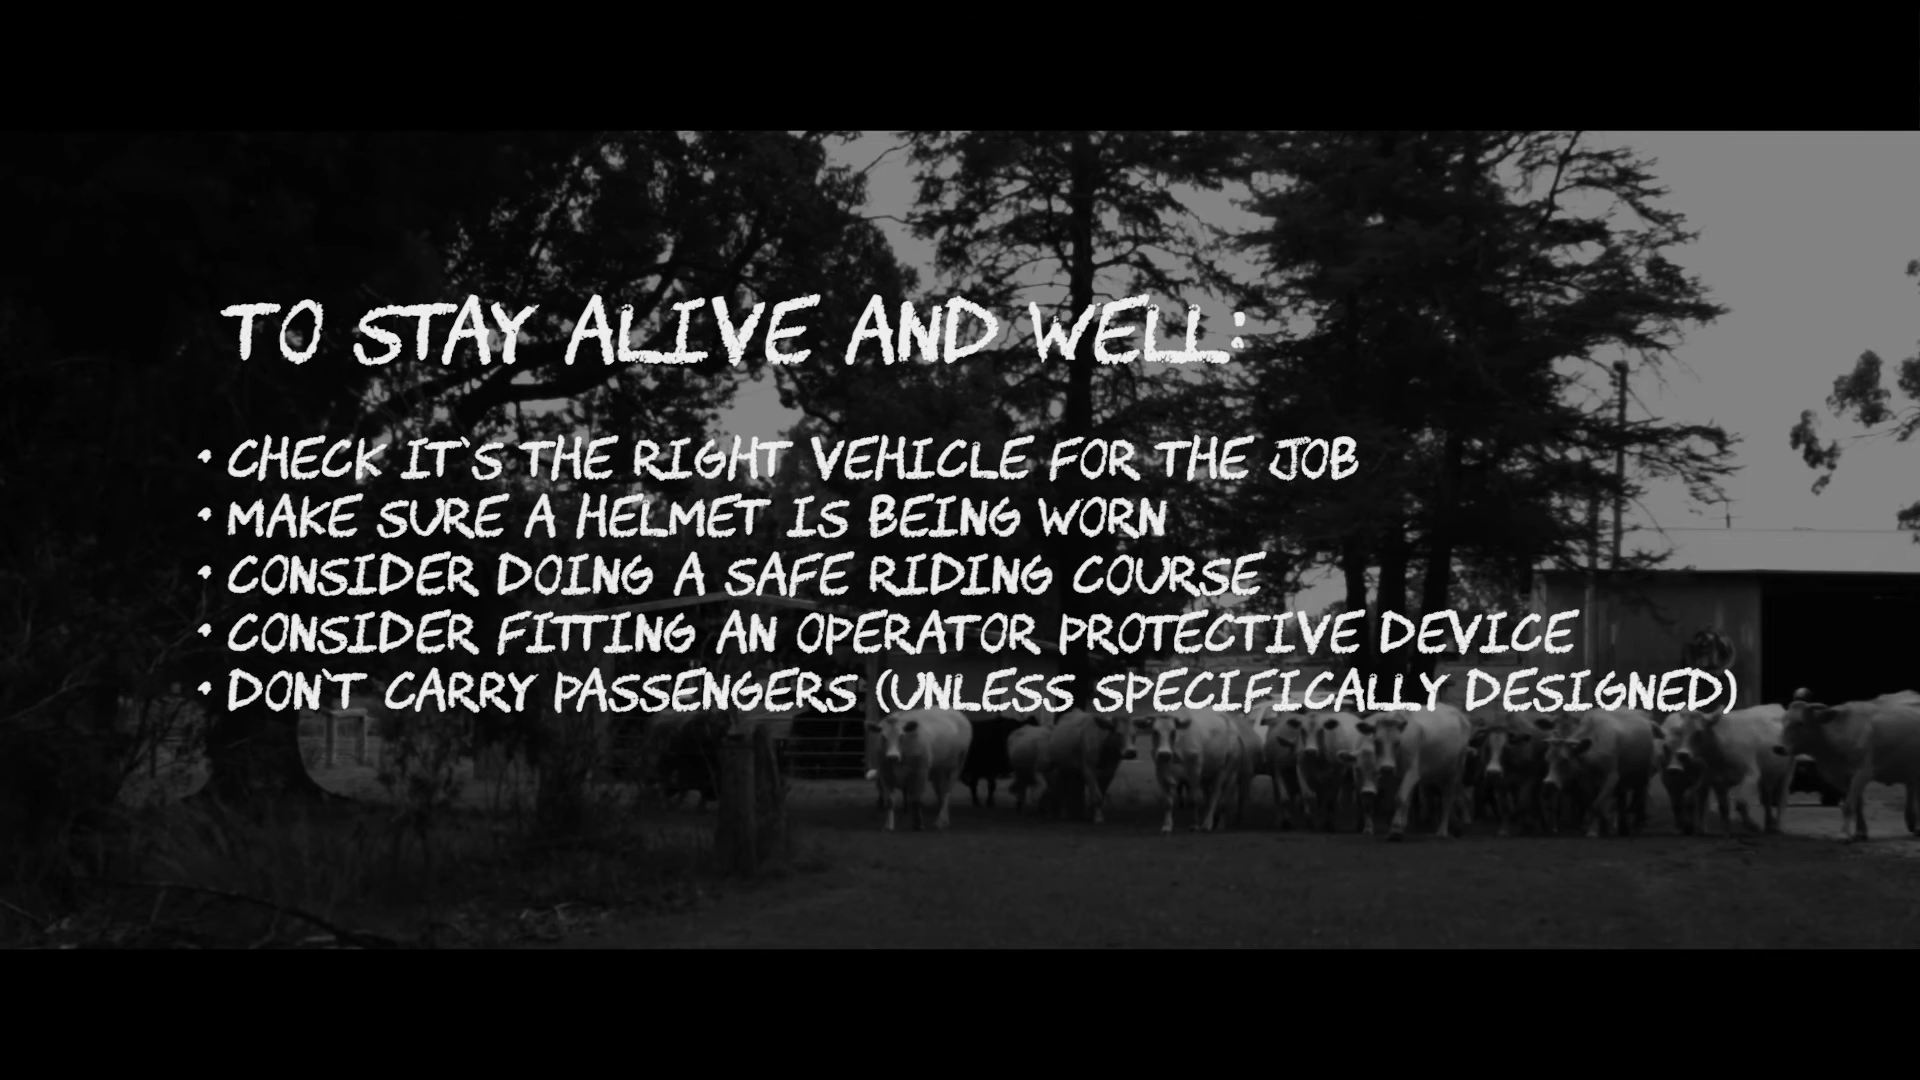 TO STAY ALIVE AND WELL:
• CHECK IT'S THE RIGHT VEHICLE FOR THE JOB
• MAKE SURE A HELMET IS BEING WORN
• CONSIDER DOING A SAFE RIDING COURSE
• CONSIDER FITTING AN OPERATOR PROTECTIVE DEVICE
• DON'T CARRY PASSENGERS (UNLESS SPECIFICALLY DESIGNED)